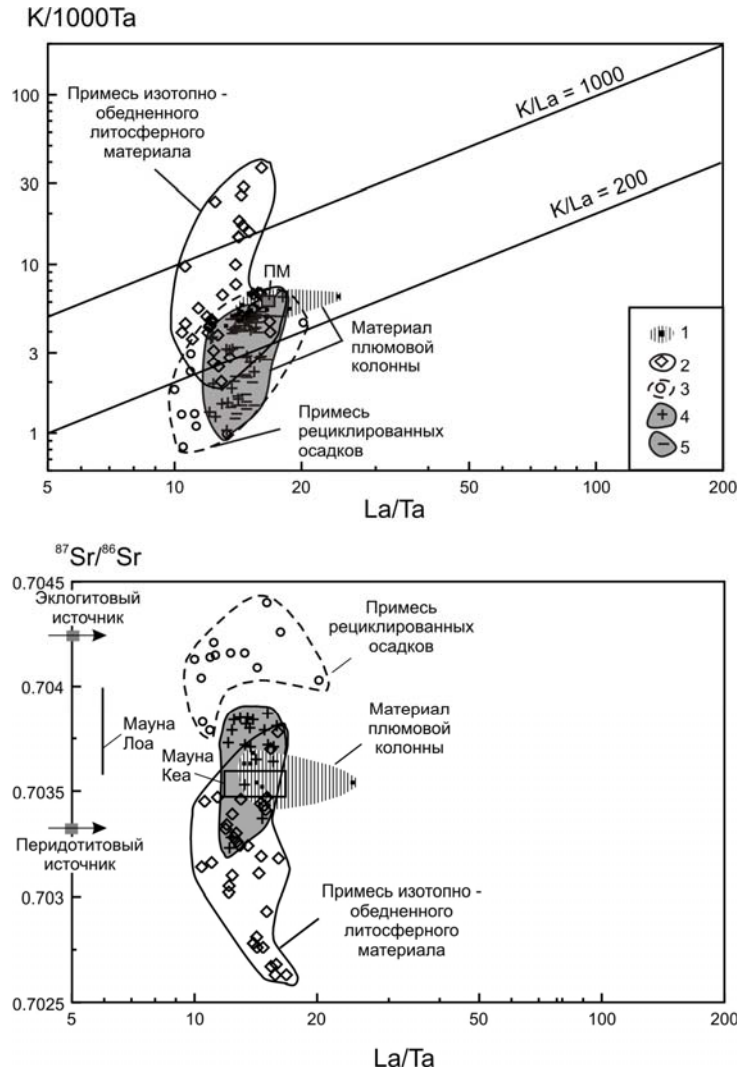 K/1000Ta
100
30
10
3
1
Примесь изотопно -
обедненного
литосферного
материала
K/La = 1000
K/La = 200
ПМ
Материал
плюмовой
колонны
Примесь
рециклированных
осадков
1
2
3
4
5
5
10
20
50
100
200
La/Ta
⁸⁷Sr/⁸⁶Sr
0.7045
0.704
0.7035
0.703
0.7025
Эклогитовый
источник
Мауна
Лоа
Перидотитовый
источник
Мауна
Кеа
Примесь
рециклированных
осадков
Материал
плюмовой
колонны
Примесь изотопно -
обедненного
литосферного
материала
5
10
20
100
200
La/Ta